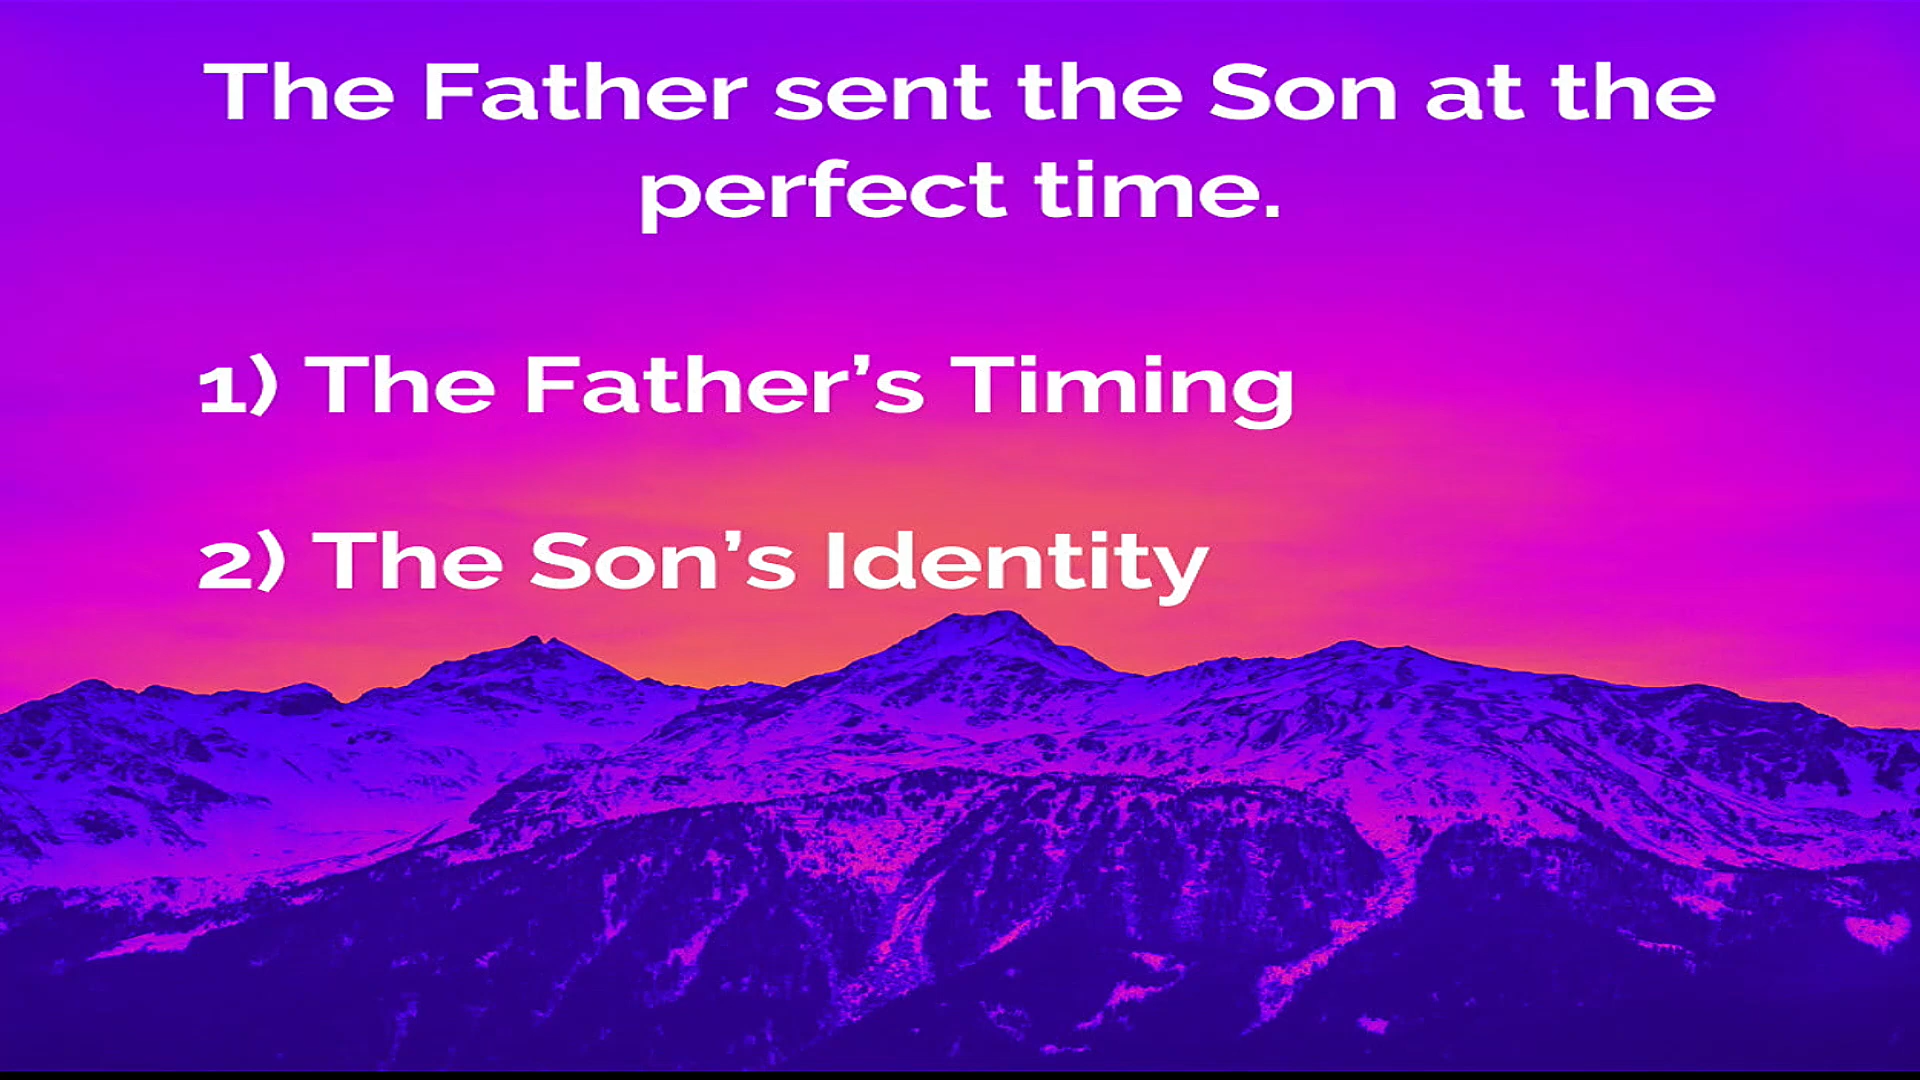 The Father sent the Son at the
perfect time.
1) The Father’s Timing
2) The Son’s Identity